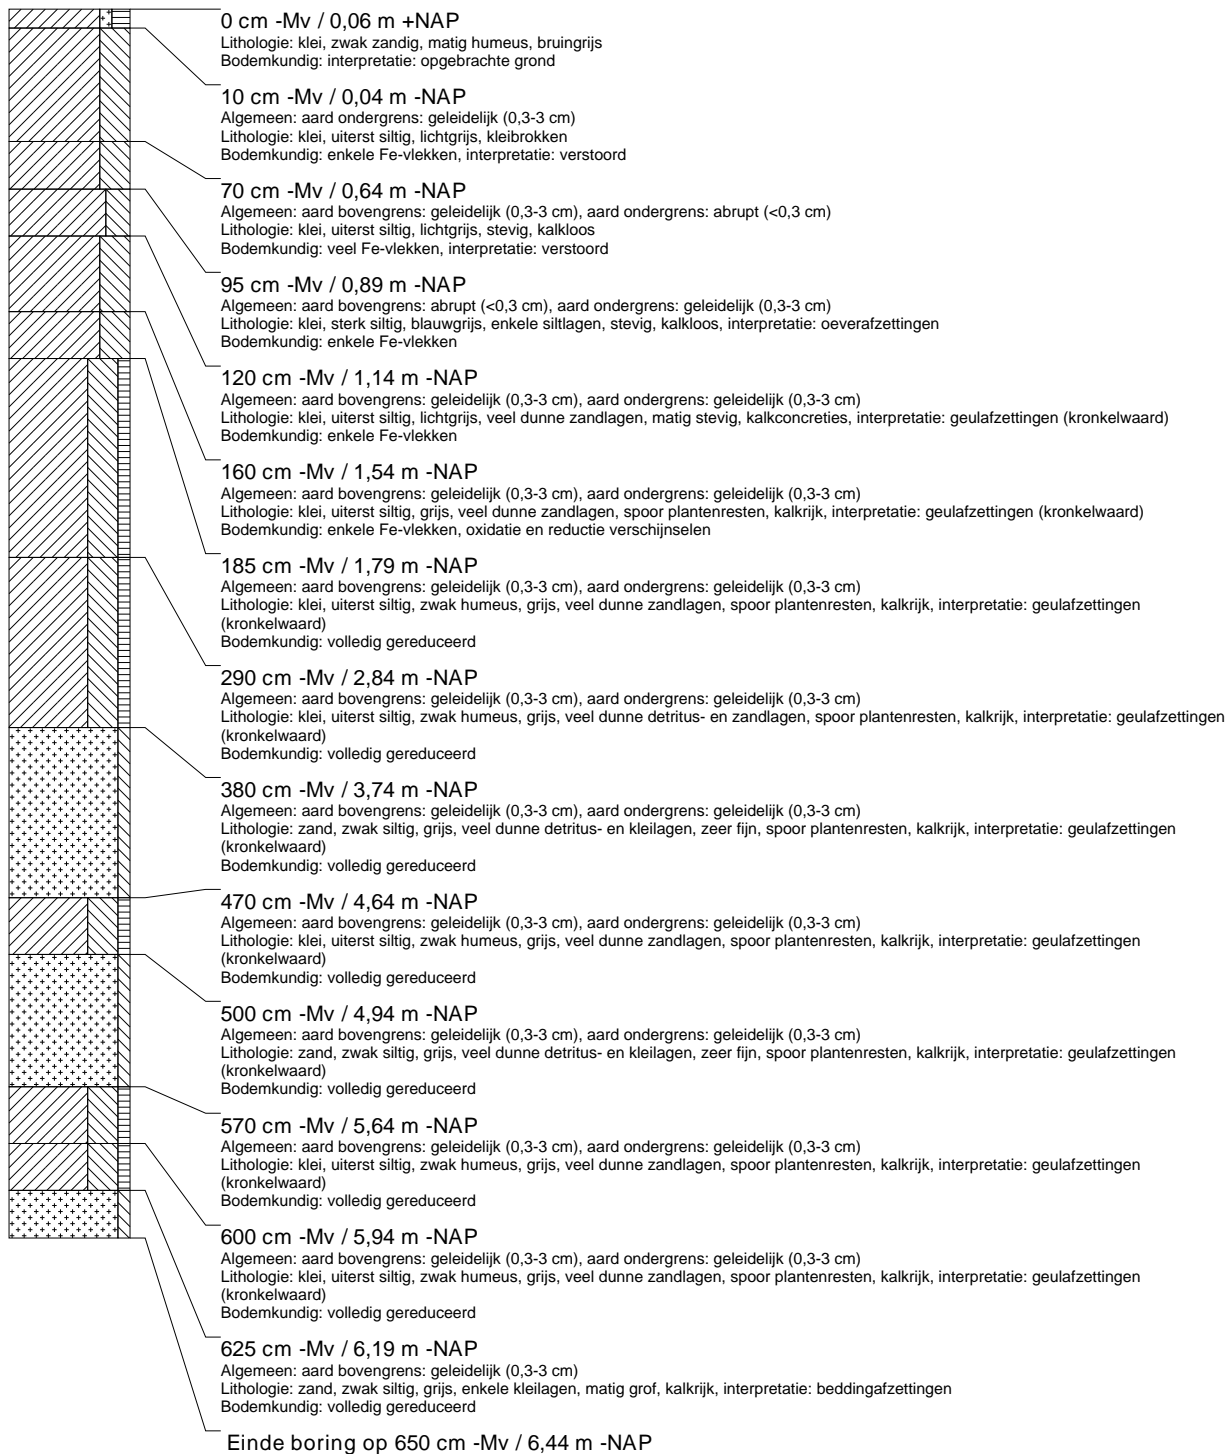 0 cm -Mv / 0,06 m +NAP
Lithologie: klei, zwak zandig, matig humeus, bruingrijs
Bodemkundig: interpretatie: opgebrachte grond
10 cm -Mv / 0,04 m -NAP
Algemeen: aard ondergrens: geleidelijk (0,3-3 cm)
Lithologie: klei, uiterst siltig, lichtgrijs, kleibrokken
Bodemkundig: enkele Fe-vlekken, interpretatie: verstoord
70 cm -Mv / 0,64 m -NAP
Algemeen: aard bovengrens: geleidelijk (0,3-3 cm), aard ondergrens: abrupt (<0,3 cm)
Lithologie: klei, uiterst siltig, lichtgrijs, stevig, kalkloos
Bodemkundig: veel Fe-vlekken, interpretatie: verstoord
95 cm -Mv / 0,89 m -NAP
Algemeen: aard bovengrens: abrupt (<0,3 cm), aard ondergrens: geleidelijk (0,3-3 cm)
Lithologie: klei, sterk siltig, blauwgrijs, enkele siltlagen, stevig, kalkloos, interpretatie: oeverafzettingen
Bodemkundig: enkele Fe-vlekken
120 cm -Mv / 1,14 m -NAP
Algemeen: aard bovengrens: geleidelijk (0,3-3 cm), aard ondergrens: geleidelijk (0,3-3 cm)
Lithologie: klei, uiterst siltig, lichtgrijs, veel dunne zandlagen, matig stevig, kalkconcreties, interpretatie: geulafzettingen (kronkelwaard)
Bodemkundig: enkele Fe-vlekken
160 cm -Mv / 1,54 m -NAP
Algemeen: aard bovengrens: geleidelijk (0,3-3 cm), aard ondergrens: geleidelijk (0,3-3 cm)
Lithologie: klei, uiterst siltig, grijs, veel dunne zandlagen, spoor plantenresten, kalkrijk, interpretatie: geulafzettingen (kronkelwaard)
Bodemkundig: enkele Fe-vlekken, oxidatie en reductie verschijnselen
185 cm -Mv / 1,79 m -NAP
Algemeen: aard bovengrens: geleidelijk (0,3-3 cm), aard ondergrens: geleidelijk (0,3-3 cm)
Lithologie: klei, uiterst siltig, zwak humeus, grijs, veel dunne zandlagen, spoor plantenresten, kalkrijk, interpretatie: geulafzettingen
(kronkelwaard)
Bodemkundig: volledig gereduceerd
290 cm -Mv / 2,84 m -NAP
Algemeen: aard bovengrens: geleidelijk (0,3-3 cm), aard ondergrens: geleidelijk (0,3-3 cm)
Lithologie: klei, uiterst siltig, zwak humeus, grijs, veel dunne detritus- en zandlagen, spoor plantenresten, kalkrijk, interpretatie: geulafzettingen
(kronkelwaard)
Bodemkundig: volledig gereduceerd
380 cm -Mv / 3,74 m -NAP
Algemeen: aard bovengrens: geleidelijk (0,3-3 cm), aard ondergrens: geleidelijk (0,3-3 cm)
Lithologie: zand, zwak siltig, grijs, veel dunne detritus- en kleilagen, zeer fijn, spoor plantenresten, kalkrijk, interpretatie: geulafzettingen
(kronkelwaard)
Bodemkundig: volledig gereduceerd
470 cm -Mv / 4,64 m -NAP
Algemeen: aard bovengrens: geleidelijk (0,3-3 cm), aard ondergrens: geleidelijk (0,3-3 cm)
Lithologie: klei, uiterst siltig, zwak humeus, grijs, veel dunne zandlagen, spoor plantenresten, kalkrijk, interpretatie: geulafzettingen
(kronkelwaard)
Bodemkundig: volledig gereduceerd
500 cm -Mv / 4,94 m -NAP
Algemeen: aard bovengrens: geleidelijk (0,3-3 cm), aard ondergrens: geleidelijk (0,3-3 cm)
Lithologie: zand, zwak siltig, grijs, veel dunne detritus- en kleilagen, zeer fijn, spoor plantenresten, kalkrijk, interpretatie: geulafzettingen
(kronkelwaard)
Bodemkundig: volledig gereduceerd
570 cm -Mv / 5,64 m -NAP
Algemeen: aard bovengrens: geleidelijk (0,3-3 cm), aard ondergrens: geleidelijk (0,3-3 cm)
Lithologie: klei, uiterst siltig, zwak humeus, grijs, veel dunne zandlagen, spoor plantenresten, kalkrijk, interpretatie: geulafzettingen
(kronkelwaard)
Bodemkundig: volledig gereduceerd
600 cm -Mv / 5,94 m -NAP
Algemeen: aard bovengrens: geleidelijk (0,3-3 cm), aard ondergrens: geleidelijk (0,3-3 cm)
Lithologie: klei, uiterst siltig, zwak humeus, grijs, veel dunne zandlagen, spoor plantenresten, kalkrijk, interpretatie: geulafzettingen
(kronkelwaard)
Bodemkundig: volledig gereduceerd
625 cm -Mv / 6,19 m -NAP
Algemeen: aard bovengrens: geleidelijk (0,3-3 cm)
Lithologie: zand, zwak siltig, grijs, enkele kleilagen, matig grof, kalkrijk, interpretatie: beddingafzettingen
Bodemkundig: volledig gereduceerd
Einde boring op 650 cm -Mv / 6,44 m -NAP